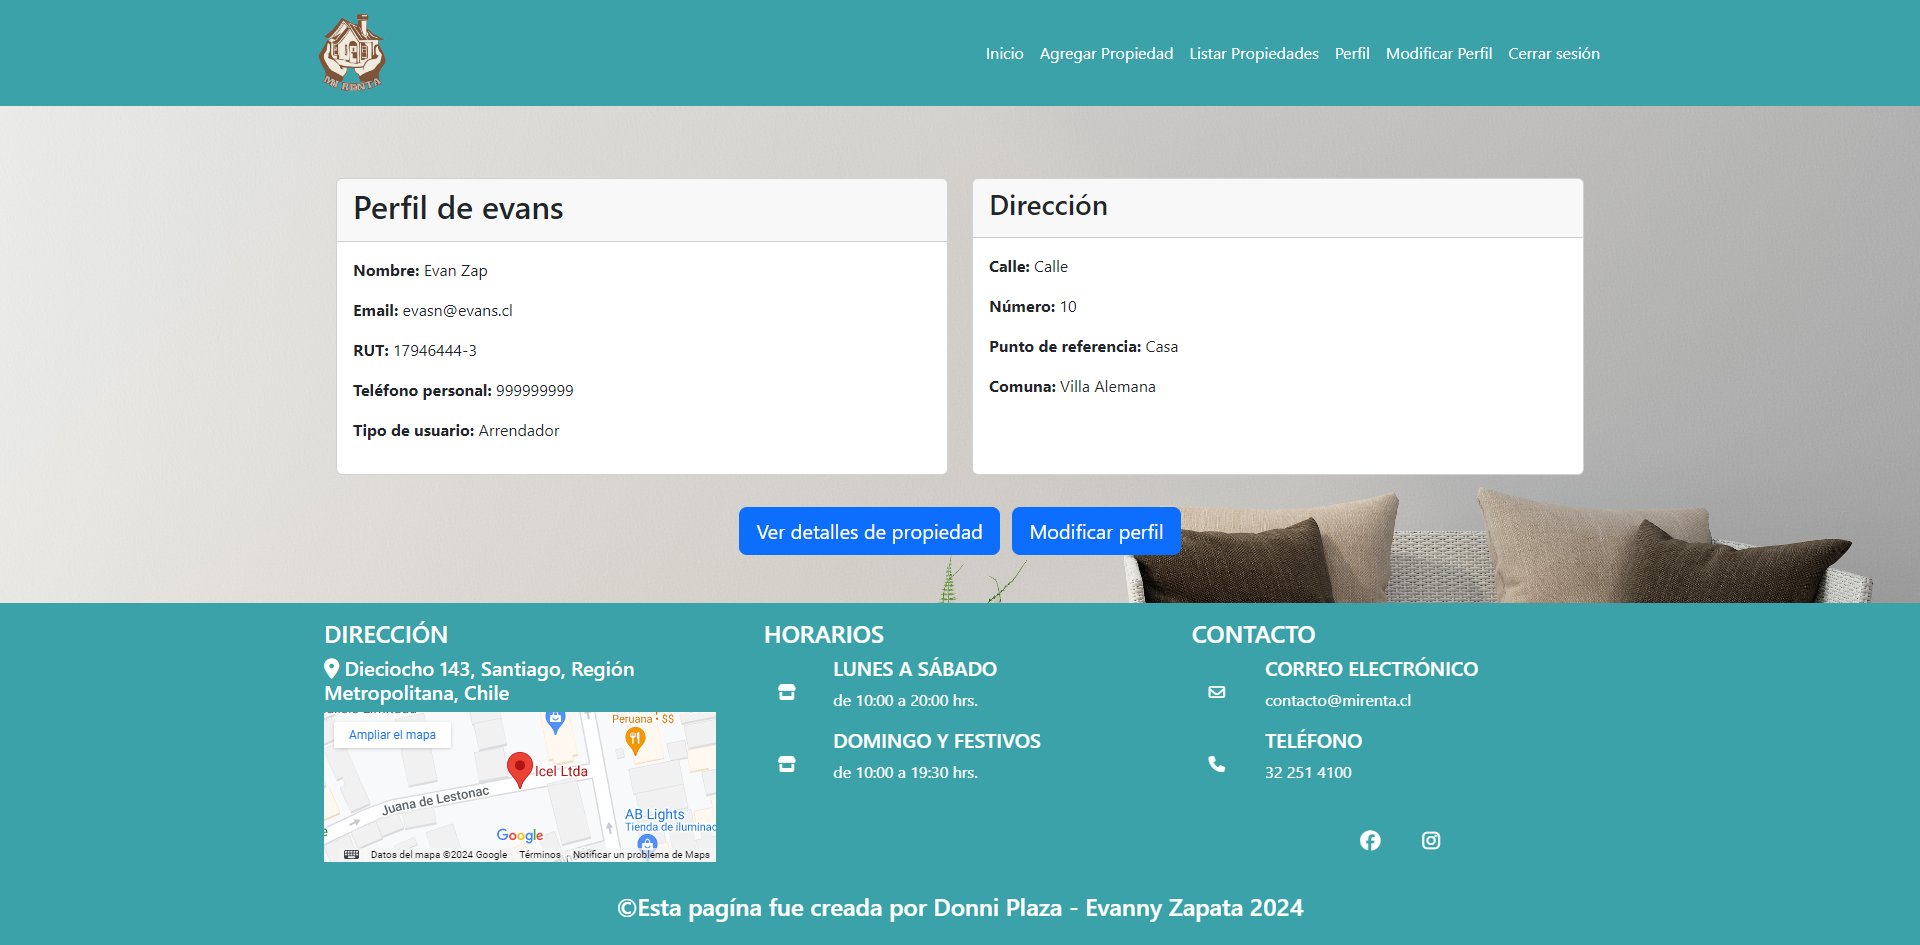 MI RENTA
Inicio Agregar Propiedad Listar Propiedades Perfil Modificar Perfil Cerrar sesión
Perfil de evans
Nombre: Evan Zap
Email: evasn@evans.cl
RUT: 17946444-3
Teléfono personal: 999999999
Tipo de usuario: Arrendador
Dirección
Calle: Calle
Número: 10
Punto de referencia: Casa
Comuna: Villa Alemana
Ver detalles de propiedad
Modificar perfil
DIRECCIÓN
Dieciocho 143, Santiago, Región
Metropolitana, Chile
Ampliar el mapa
Peruana • $$
Icel Ltda
Juana de Lestonac
AB Lights
Tienda de iluminac
Google
Datos del mapa ©2024 Google Términos Notificar un problema de Maps
HORARIOS
LUNES A SÁBADO
de 10:00 a 20:00 hrs.
DOMINGO Y FESTIVOS
de 10:00 a 19:30 hrs.
CONTACTO
CORREO ELECTRÓNICO
contacto@mirenta.cl
TELÉFONO
32 251 4100
©Esta pagína fue creada por Donni Plaza - Evanny Zapata 2024